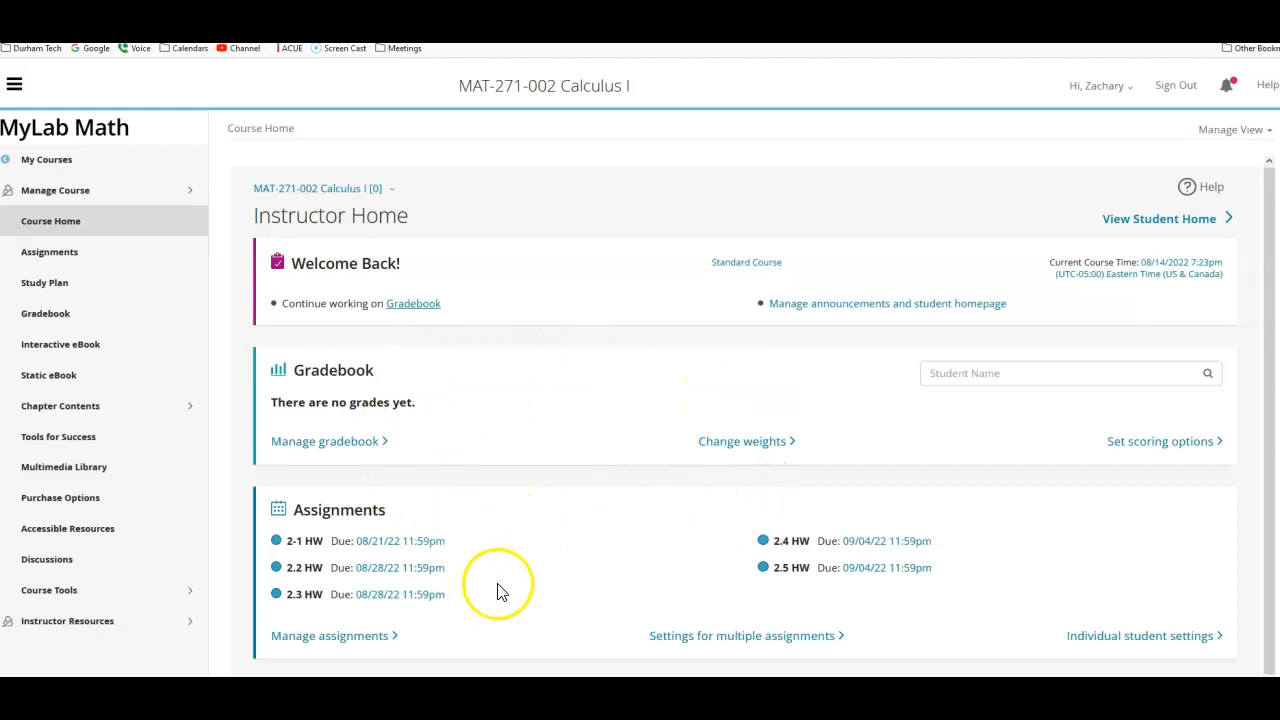 Durham Tech Google Voice Calendars Channel ACUE Screen Cast Meetings Other Bookn
MAT-271-002 Calculus I Hi, Zachary Sign Out Help
MyLab Math
My Courses
Manage Course
Course Home
Assignments
Study Plan
Gradebook
Interactive eBook
Static eBook
Chapter Contents
Tools for Success
Multimedia Library
Purchase Options
Accessible Resources
Discussions
Course Tools
Instructor Resources
Course Home Manage View
MAT-271-002 Calculus I [0] Help
Instructor Home View Student Home
Welcome Back! Standard Course Current Course Time: 08/14/2022 7:23pm
(UTC-05:00) Eastern Time (US & Canada)
Continue working on Gradebook Manage announcements and student homepage
Gradebook Student Name
There are no grades yet.
Manage gradebook Change weights Set scoring options
Assignments
2-1 HW Due: 08/21/22 11:59pm 2.4 HW Due: 09/04/22 11:59pm
2.2 HW Due: 08/28/22 11:59pm 2.5 HW Due: 09/04/22 11:59pm
2.3 HW Due: 08/28/22 11:59pm
Manage assignments Settings for multiple assignments Individual student settings